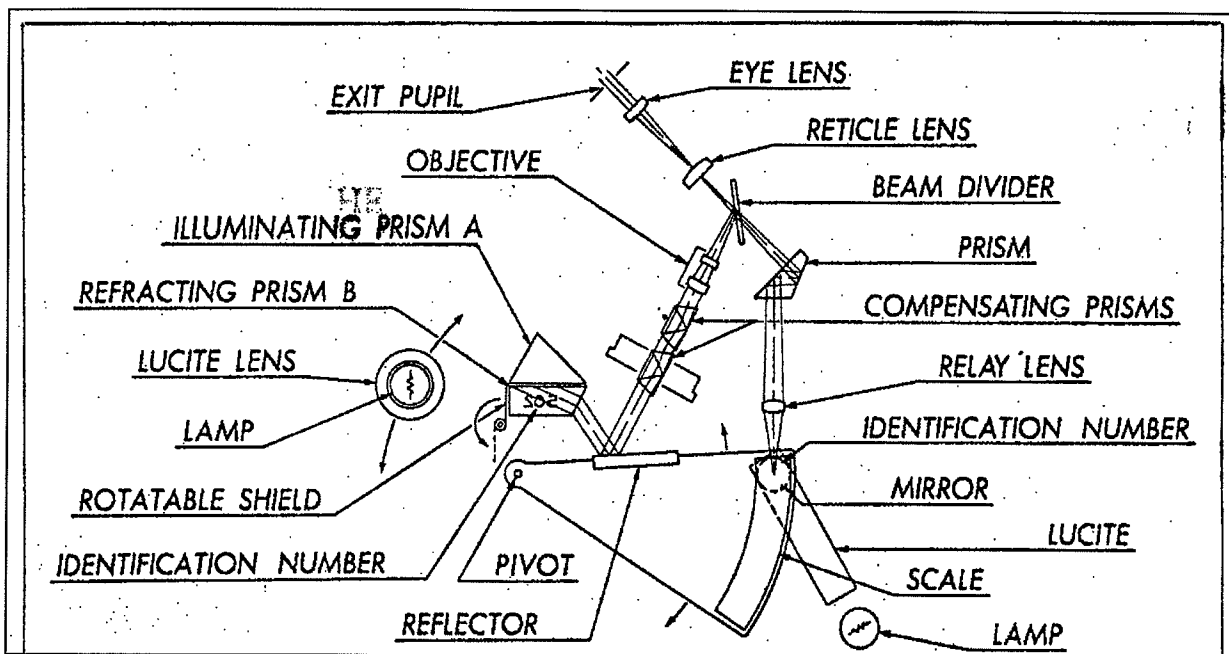 EXIT PUPIL
EYE LENS
RETICLE LENS
OBJECTIVE
BEAM DIVIDER
ILLUMINATING PRISM A
PRISM
REFRACTING PRISM B
COMPENSATING PRISMS
LUCITE LENS
RELAY LENS
LAMP
502
IDENTIFICATION NUMBER
ROTATABLE SHIELD
MIRROR
IDENTIFICATION NUMBER
PIVOT
LUCITE
SCALE
REFLECTOR
LAMP